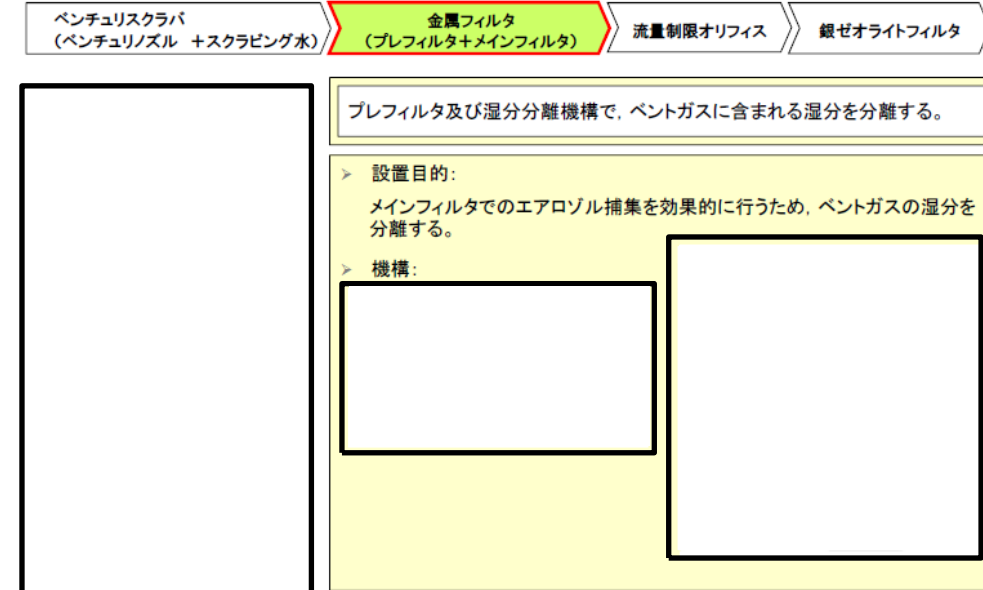 ベンチュリスクラバ
(ベンチュリノズル +スクラビング水)
金属フィルタ
(プレフィルタ+メインフィルタ)
流量制限オリフィス
銀ゼオライトフィルタ
プレフィルタ及び湿分分離機構で, ベントガスに含まれる湿分を分離する。
➢ 設置目的:
メインフィルタでのエアロゾル捕集を効果的に行うため, ベントガスの湿分を
分離する。
➢ 機構: